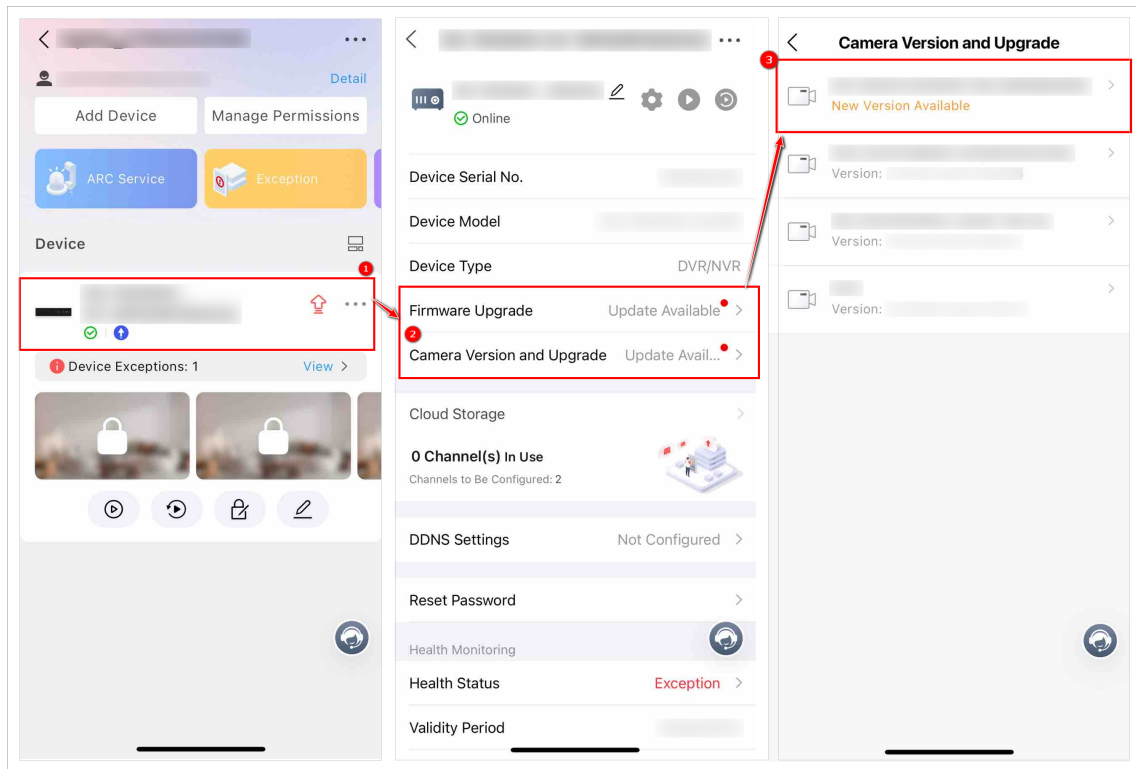 Detail
Add Device
Manage Permissions
ARC Service
Exception
Device
1
Device Exceptions: 1
View
Online
Device Serial No.
Device Model
Device Type
DVR/NVR
Firmware Upgrade
Update Available
2
Camera Version and Upgrade
Update Avail...
Cloud Storage
0 Channel(s) In Use
Channels to Be Configured: 2
DDNS Settings
Not Configured
Reset Password
Health Monitoring
Health Status
Exception
Validity Period
Camera Version and Upgrade
3
New Version Available
Version:
Version:
Version: